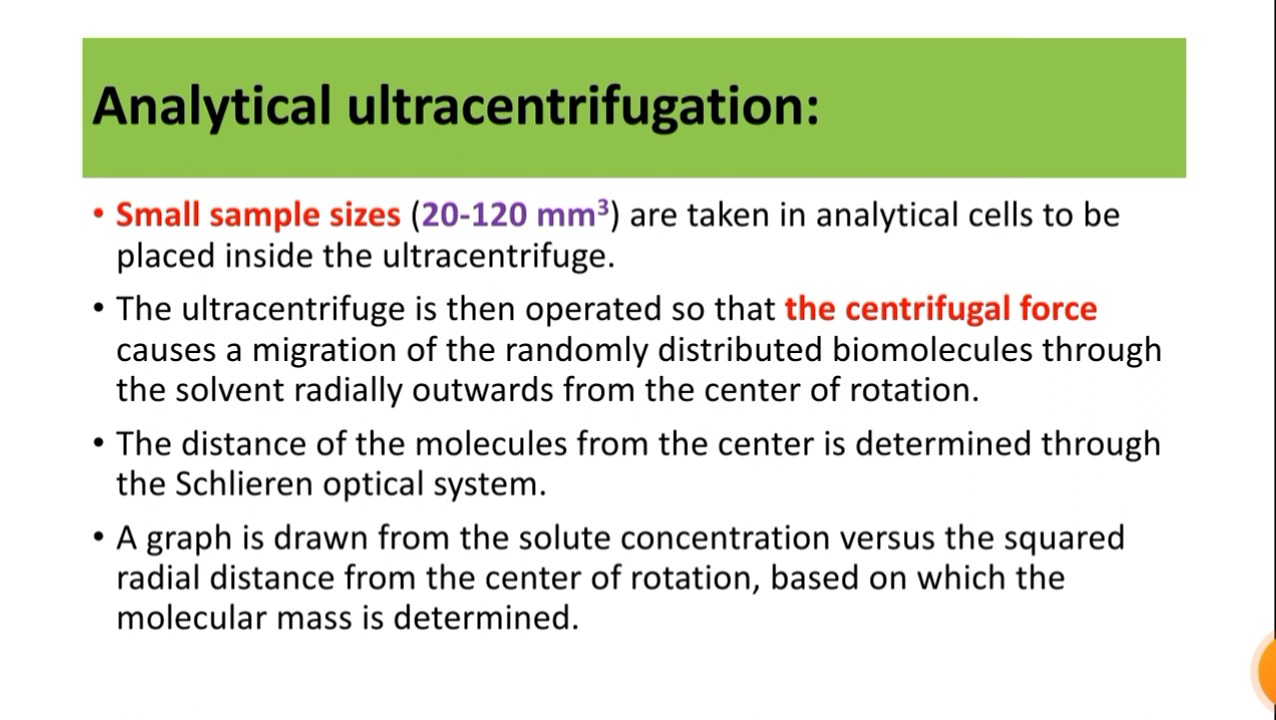 Analytical ultracentrifugation:
• Small sample sizes (20-120 mm³) are taken in analytical cells to be
placed inside the ultracentrifuge.
• The ultracentrifuge is then operated so that the centrifugal force
causes a migration of the randomly distributed biomolecules through
the solvent radially outwards from the center of rotation.
• The distance of the molecules from the center is determined through
the Schlieren optical system.
• A graph is drawn from the solute concentration versus the squared
radial distance from the center of rotation, based on which the
molecular mass is determined.